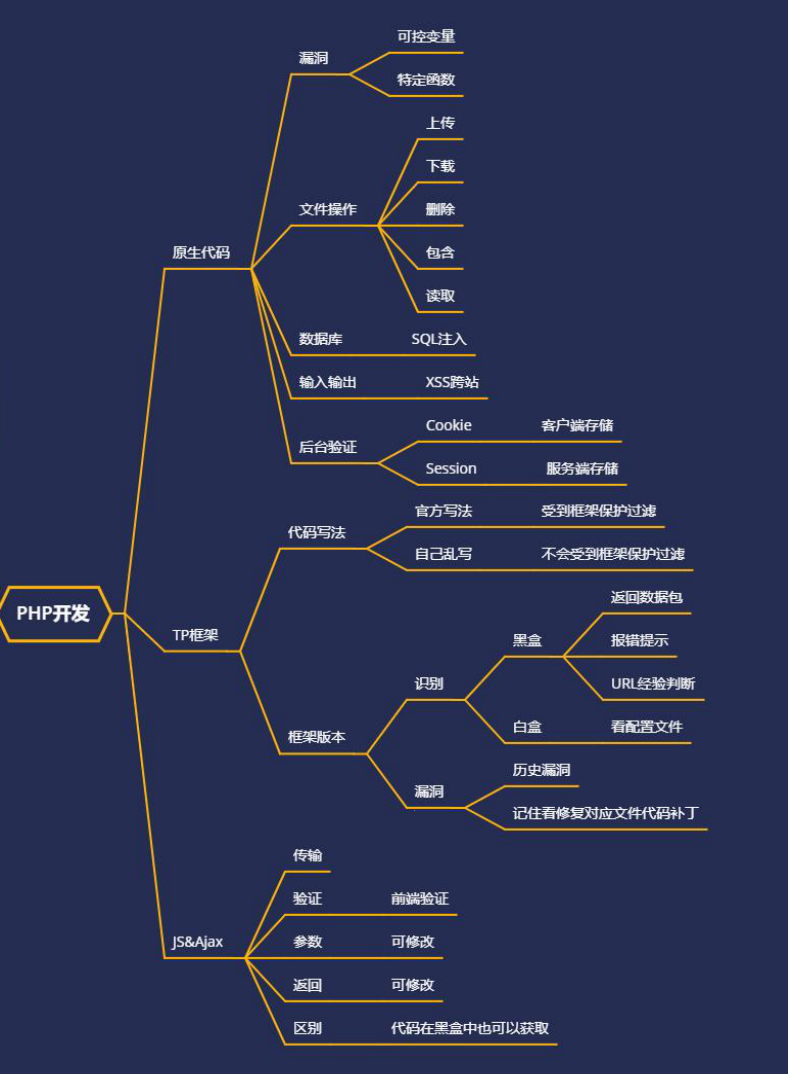 PHP开发
原生代码
漏洞
可控变量
特定函数
文件操作
上传
下载
删除
包含
读取
数据库
SQL注入
输入输出
XSS跨站
后台验证
Cookie
客户端存储
Session
服务端存储
TP框架
代码写法
官方写法
受到框架保护过滤
自己乱写
不会受到框架保护过滤
框架版本
识别
黑盒
返回数据包
报错提示
URL经验判断
白盒
看配置文件
漏洞
历史漏洞
记住看修复对应文件代码补丁
JS&Ajax
传输
验证
前端验证
参数
可修改
返回
可修改
区别
代码在黑盒中也可以获取